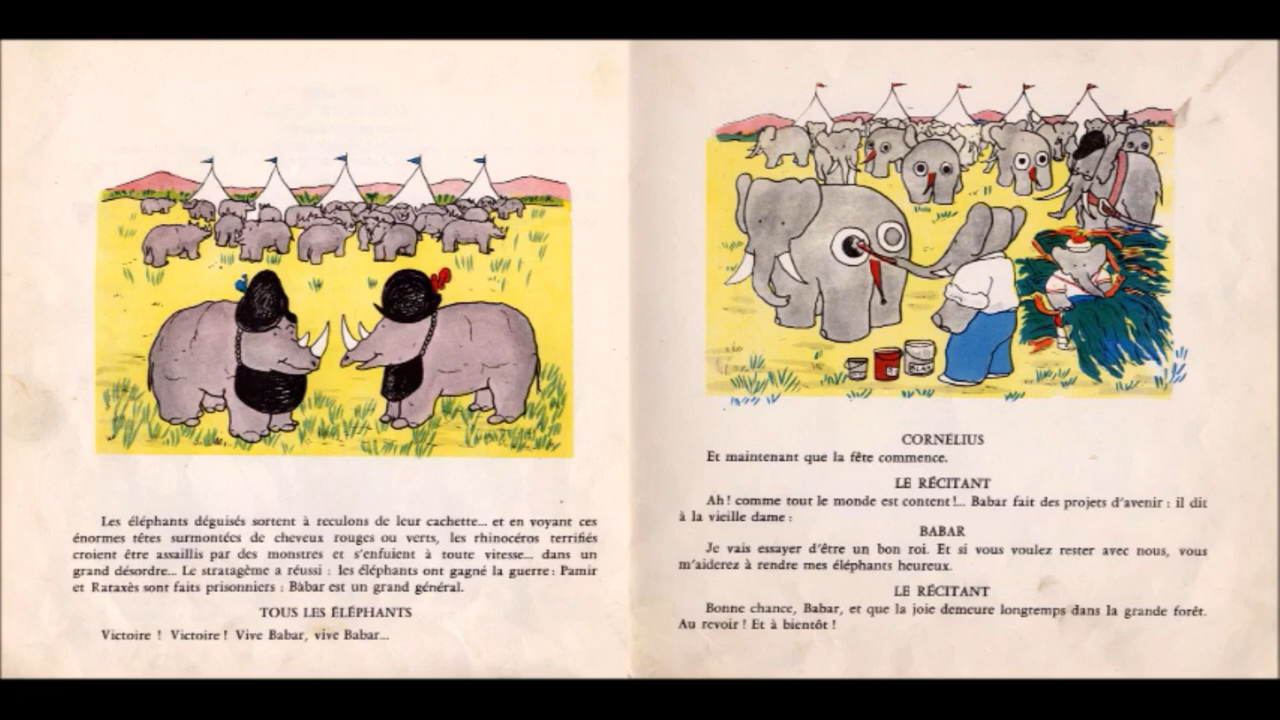 Les éléphants déguisés sortent à reculons de leur cachette... et en voyant ces
énormes têtes surmontées de cheveux rouges ou verts, les rhinocéros terrifiés
croient être assaillis par des monstres et s'enfuient à toute vitesse... dans un
grand désordre... Le stratagème a réussi : les éléphants ont gagné la guerre : Pamir
et Rataxès sont faits prisonniers : Babar est un grand général.
TOUS LES ÉLÉPHANTS
Victoire ! Victoire ! Vive Babar, vive Babar...
CORNÉLIUS
Et maintenant que la fête commence.
LE RÉCITANT
Ah ! comme tout le monde est content !... Babar fait des projets d'avenir : il dit
à la vieille dame :
BABAR
Je vais essayer d'être un bon roi. Et si vous voulez rester avec nous, vous
m'aiderez à rendre mes éléphants heureux.
LE RÉCITANT
Bonne chance, Babar, et que la joie demeure longtemps dans la grande forêt.
Au revoir ! Et à bientôt !